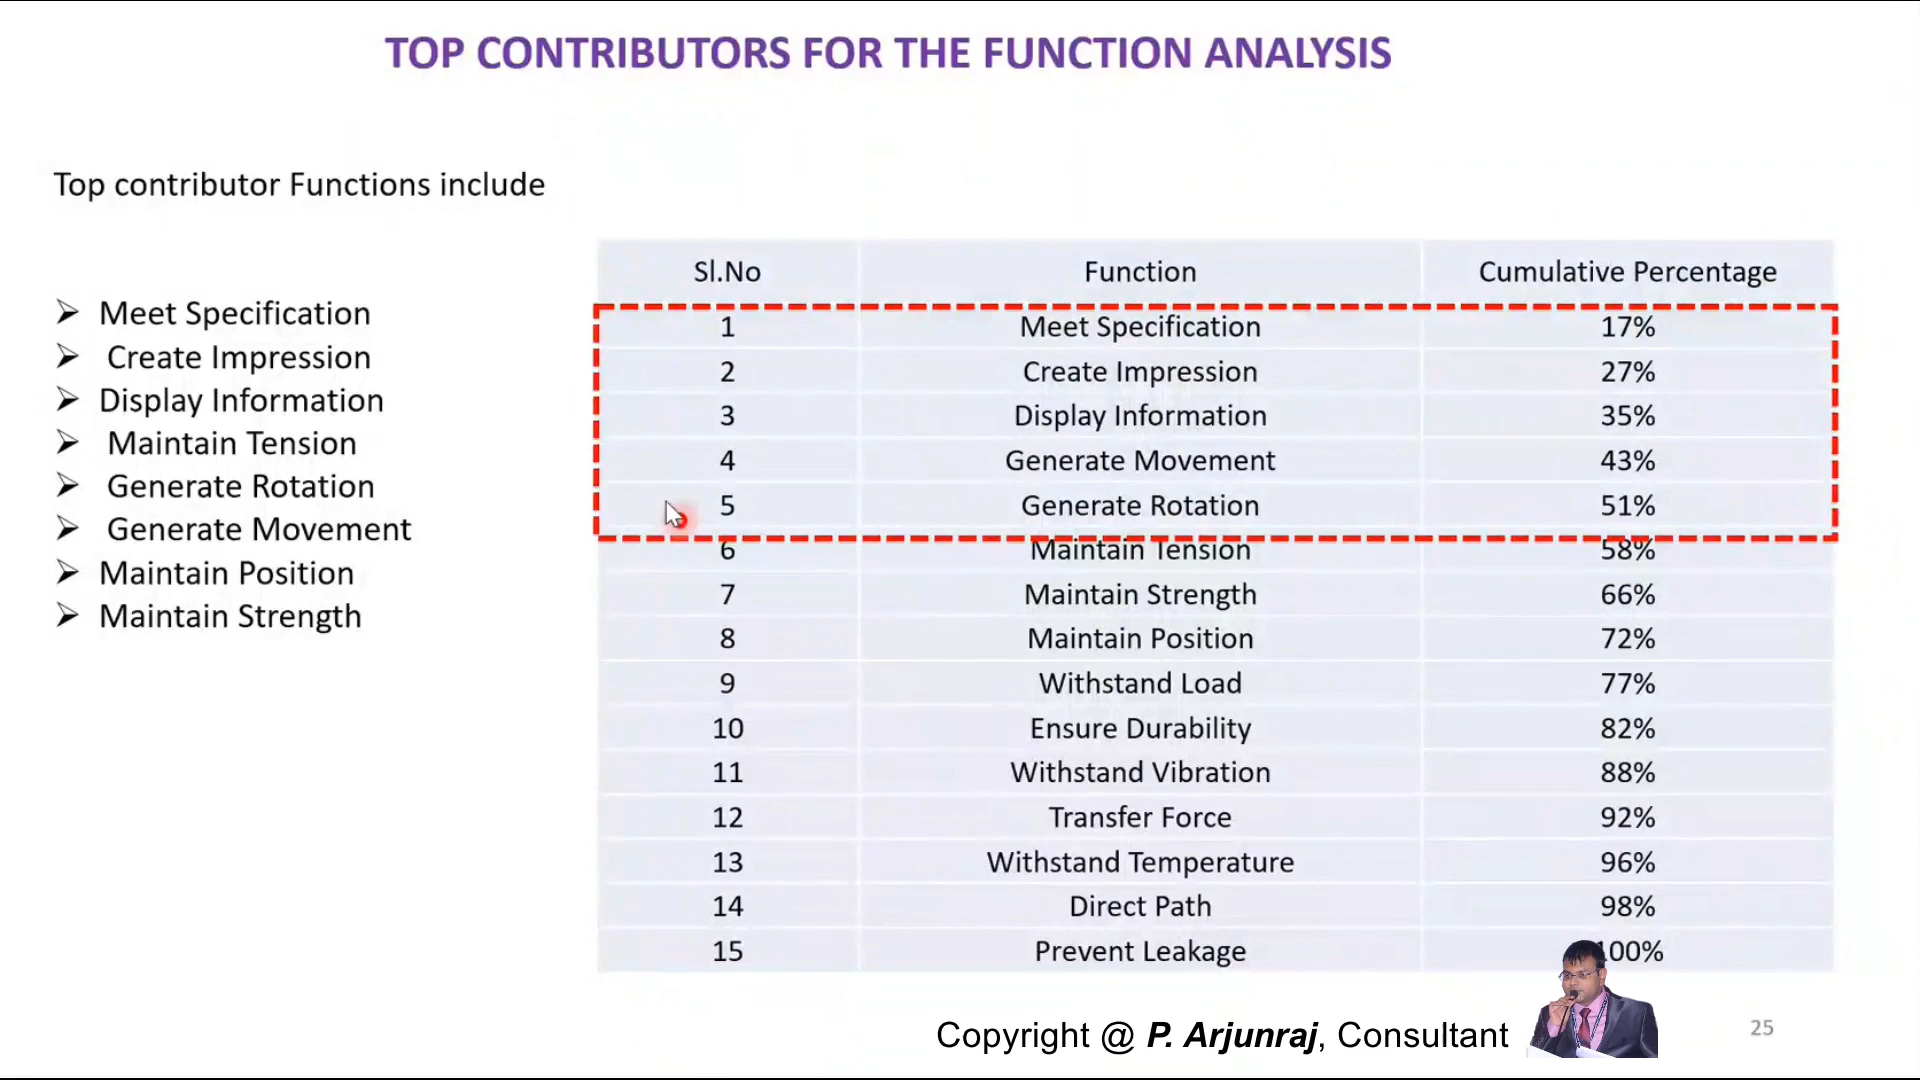 TOP CONTRIBUTORS FOR THE FUNCTION ANALYSIS
Top contributor Functions include
Meet Specification
Create Impression
Display Information
Maintain Tension
Generate Rotation
Generate Movement
Maintain Position
Maintain Strength
Sl.No Function Cumulative Percentage
1 Meet Specification 17%
2 Create Impression 27%
3 Display Information 35%
4 Generate Movement 43%
5 Generate Rotation 51%
6 Maintain Tension 58%
7 Maintain Strength 66%
8 Maintain Position 72%
9 Withstand Load 77%
10 Ensure Durability 82%
11 Withstand Vibration 88%
12 Transfer Force 92%
13 Withstand Temperature 96%
14 Direct Path 98%
15 Prevent Leakage 100%
Copyright @ P. Arjunraj, Consultant
25